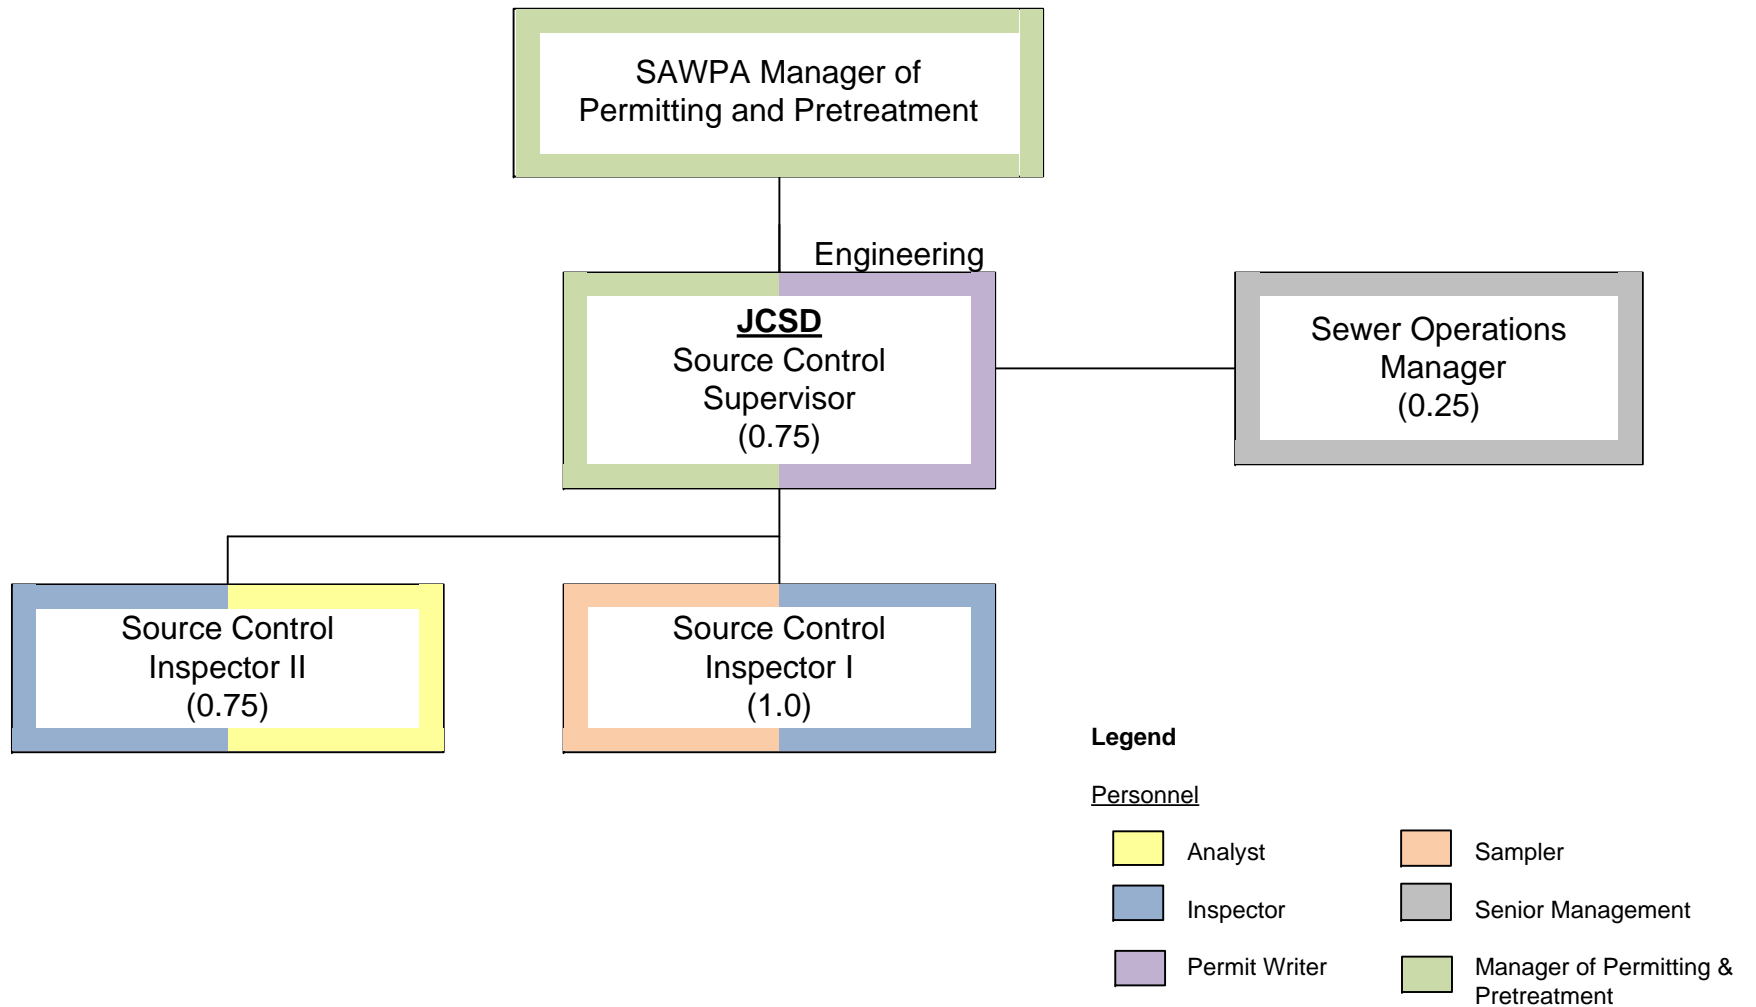 SAWPA Manager of
Permitting and Pretreatment
Engineering
JCSD
Source Control
Supervisor
(0.75)
Sewer Operations
Manager
(0.25)
Source Control
Inspector II
(0.75)
Source Control
Inspector I
(1.0)
Legend
Personnel
Analyst
Sampler
Inspector
Senior Management
Permit Writer
Manager of Permitting &
Pretreatment